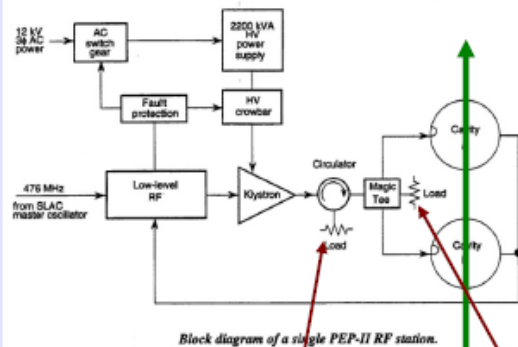 12 kV
3ϕ AC
power
AC
switch
gear
2200 kVA
HV
power
supply
Fault
protection
HV
crowbar
476 MHz
from SLAC
master oscillator
Low-level
RF
Klystron
Circulator
Load
Magic
Tee
Load
Cavity
Cavity
Block diagram of a single PEP-II RF station.